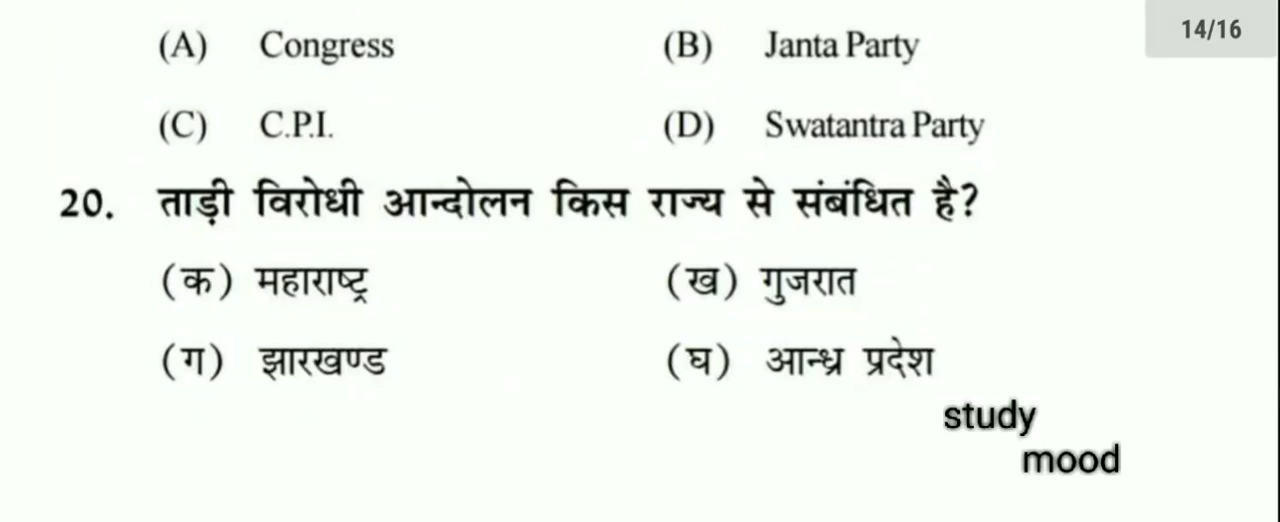 14/16
(A) Congress (B) Janta Party
(C) C.P.I. (D) Swatantra Party
20. ताड़ी विरोधी आन्दोलन किस राज्य से संबंधित है?
(क) महाराष्ट्र (ख) गुजरात
(ग) झारखण्ड (घ) आन्ध्र प्रदेश
study
mood